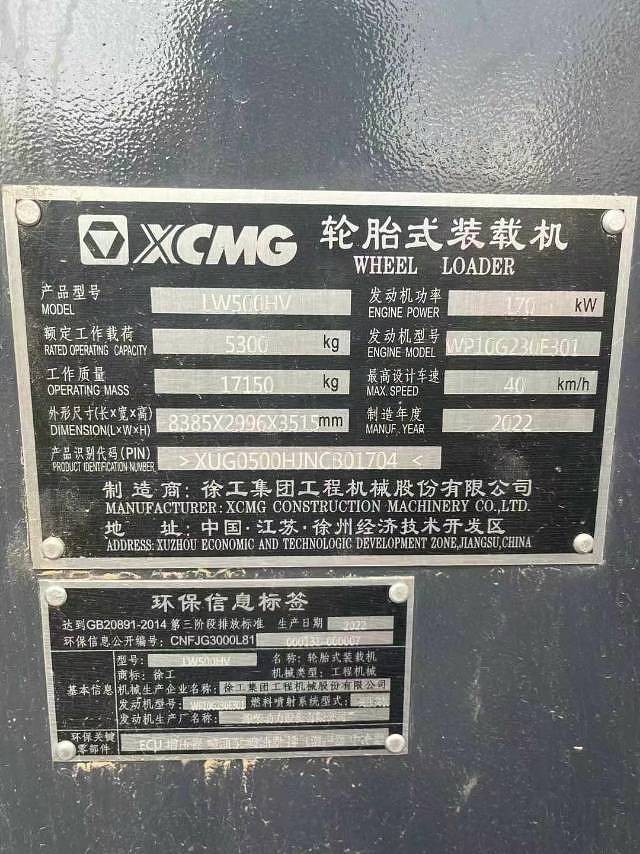 XCMG 轮胎式装载机
WHEEL LOADER
产品型号 LW500HV 发动机功率 170 kW
MODEL ENGINE POWER
额定工作载荷 5300 kg 发动机型号
RATED OPERATING CAPACITY ENGINE MODEL WP10G230E301
工作质量 17150 kg 最高设计车速 40 km/h
OPERATING MASS MAX. SPEED
外形尺寸(长×宽×高) 8385X2996X3515 mm 制造年度 2022
DIMENSION(L×W×H) MANUF. YEAR
产品识别代码(PIN) >XUG0500HJNCB01704<
PRODUCT IDENTIFICATION NUMBER
制造商:徐工集团工程机械股份有限公司
MANUFACTURER:XCMG CONSTRUCTION MACHINERY CO.,LTD.
地 址:中国·江苏·徐州经济技术开发区
ADDRESS: XUZHOU ECONOMIC AND TECHNOLOGIC DEVELOPMENT ZONE,JIANGSU,CHINA
环保信息标签
达到GB20891-2014 第三阶段排放标准 生产日期 2022
环保信息公开编号: CNFJG3000L81
型号: LW500HV 名称: 轮胎式装载机
商标: 徐工 机械类型: 工程机械
基本信息 机械生产企业名称: 徐工集团工程机械股份有限公司
发动机型号: 燃料喷射系统型式:
发动机生产厂名称:
环保关键 ECU
零部件